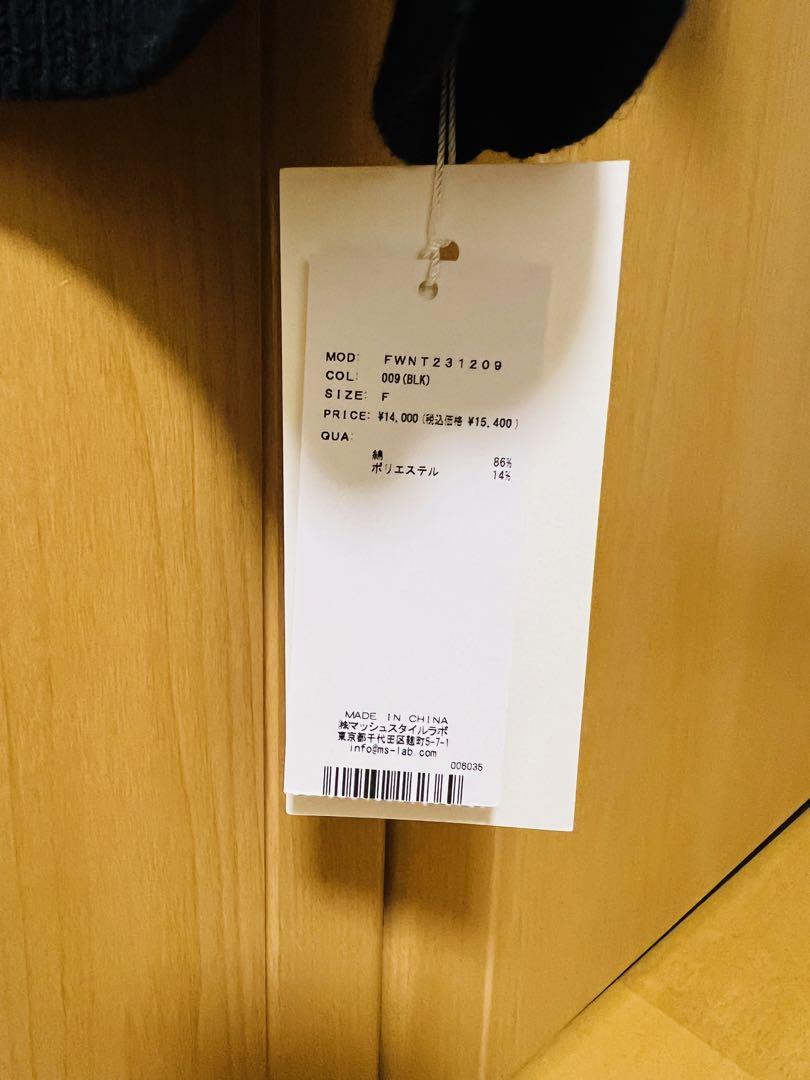 MOD: FWNT231209
COL: 009(BLK)
SIZE: F
PRICE: ¥14,000(税込価格 ¥15,400)
QUA:
綿 86%
ポリエステル 14%
MADE IN CHINA
㈱マッシュスタイルラボ
東京都千代田区麹町5-7-1
info@ms-lab.com
006035